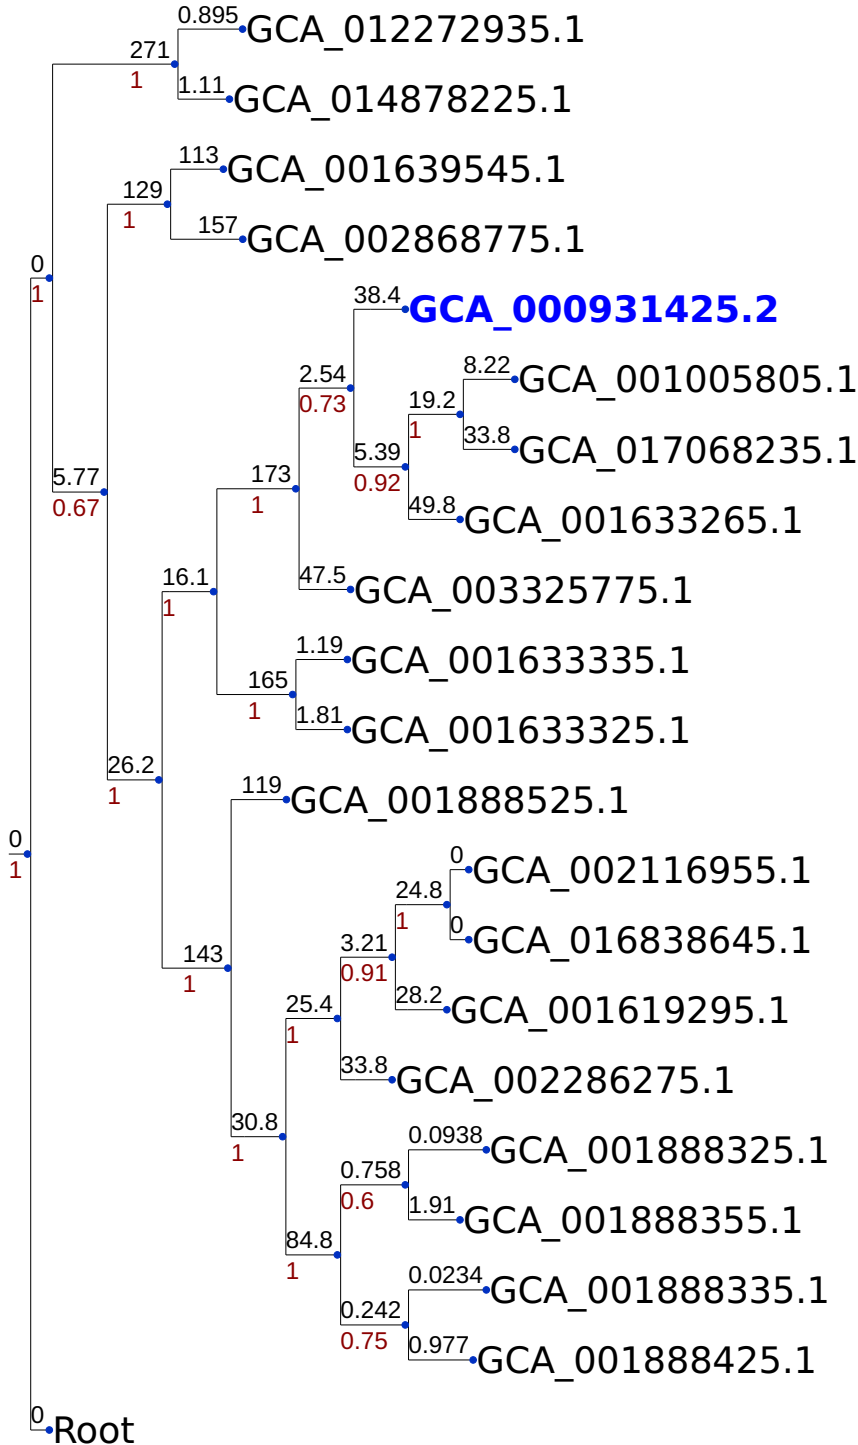 0.895
GCA_012272935.1
271
1
1.11
GCA_014878225.1
113
GCA_001639545.1
129
1
157
GCA_002868775.1
0
1
38.4
GCA_000931425.2
2.54
0.73
8.22
GCA_001005805.1
19.2
1
33.8
GCA_017068235.1
5.39
0.92
49.8
GCA_001633265.1
173
1
5.77
0.67
47.5
GCA_003325775.1
16.1
1
1.19
GCA_001633335.1
165
1
1.81
GCA_001633325.1
26.2
1
119
GCA_001888525.1
0
1
0
GCA_002116955.1
24.8
1
0
GCA_016838645.1
3.21
0.91
28.2
GCA_001619295.1
143
1
25.4
1
33.8
GCA_002286275.1
30.8
1
0.0938
GCA_001888325.1
0.758
0.6
1.91
GCA_001888355.1
84.8
1
0.0234
GCA_001888335.1
0.242
0.75
0.977
GCA_001888425.1
0
Root